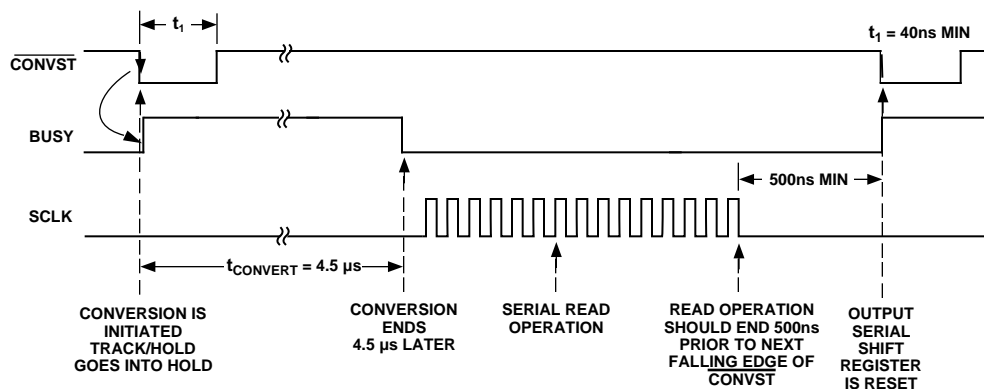 t1
t1 = 40ns MIN
CONVST
BUSY
500ns MIN
SCLK
tCONVERT = 4.5 µs
CONVERSION IS
INITIATED
TRACK/HOLD
GOES INTO HOLD
CONVERSION
ENDS
4.5 µs LATER
SERIAL READ
OPERATION
READ OPERATION
SHOULD END 500ns
PRIOR TO NEXT
FALLING EDGE OF
CONVST
OUTPUT
SERIAL
SHIFT
REGISTER
IS RESET